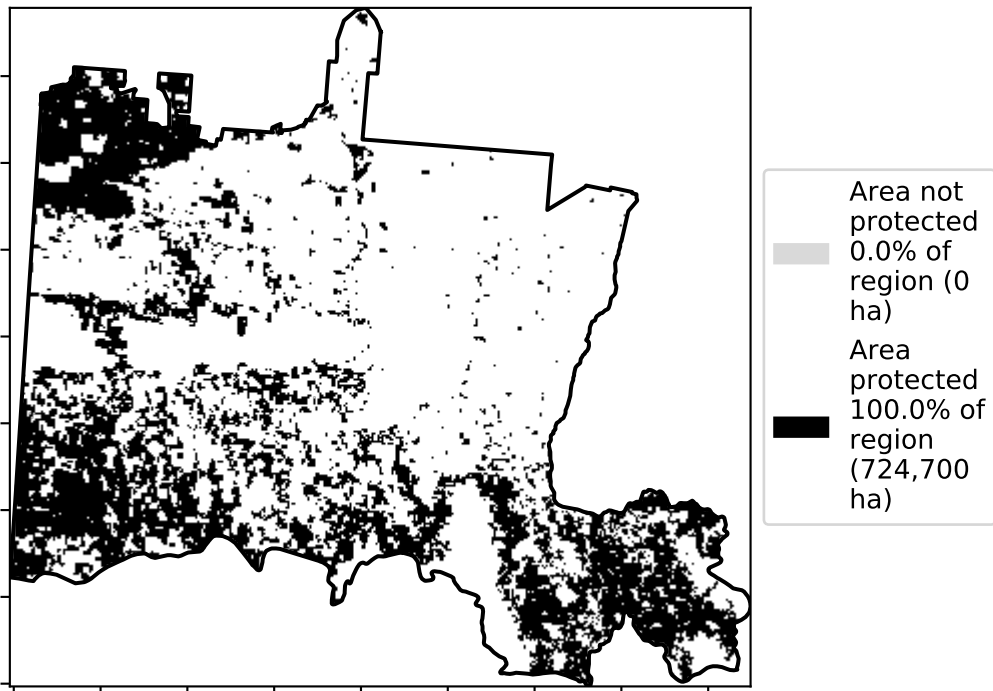 Area not
protected
0.0% of
region (0
ha)
Area
protected
100.0% of
region
(724,700
ha)